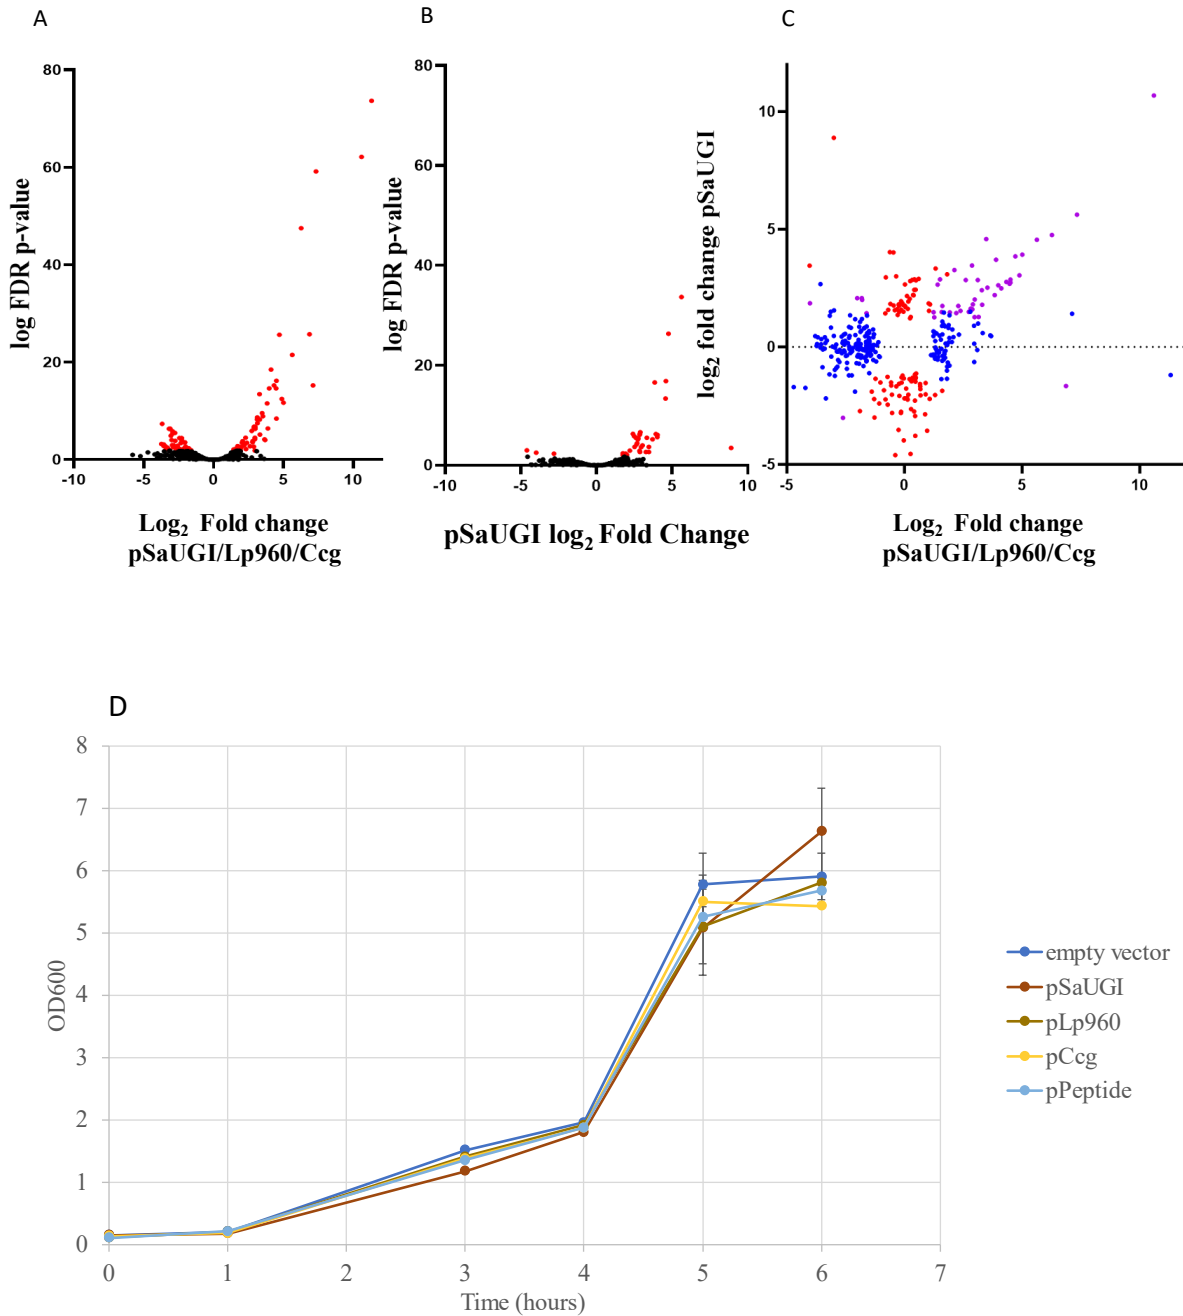 A
80
60
40
20
0
-10
-5
0
5
10
log FDR p-value
Log2 Fold change
pSaUGI/Lp960/Ccg
B
80
60
40
20
0
-10
-5
0
5
10
log FDR p-value
pSaUGI log2 Fold Change
C
10
5
0
-5
-5
0
5
10
log2 fold change pSaUGI
Log2 Fold change
pSaUGI/Lp960/Ccg
D
8
7
6
5
4
3
2
1
0
0
1
2
3
4
5
6
7
OD600
Time (hours)
empty vector
pSaUGI
pLp960
pCcg
pPeptide